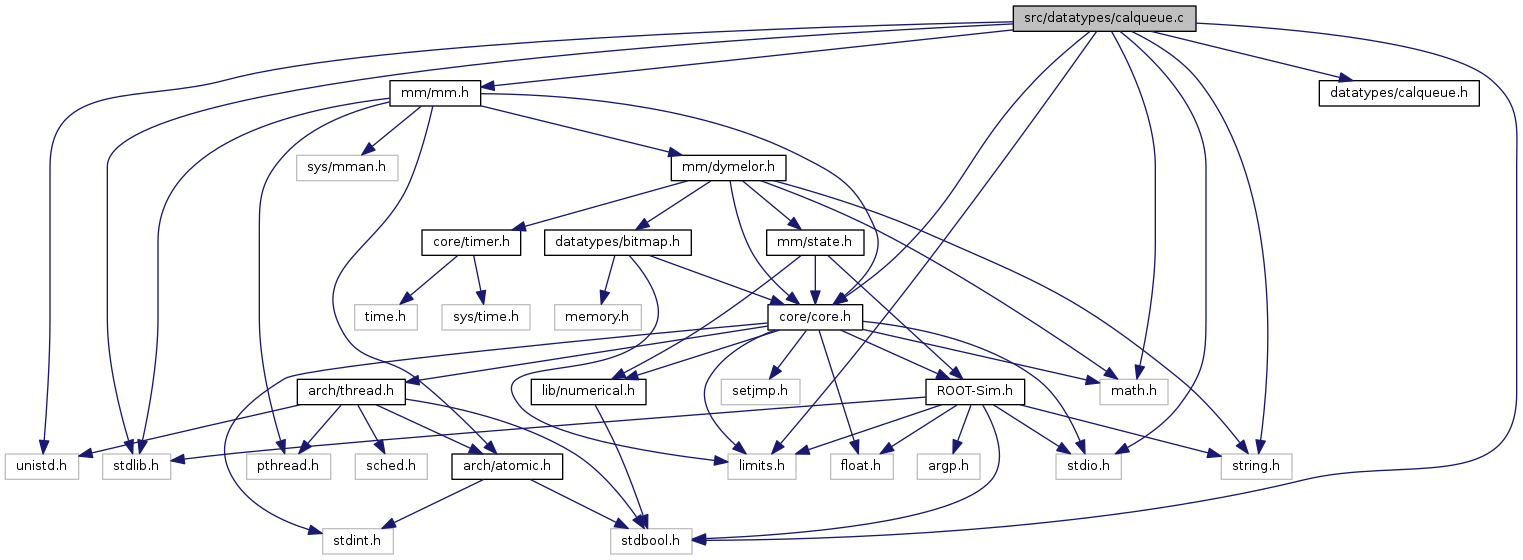 src/datatypes/calqueue.c
mm/mm.h
datatypes/calqueue.h
sys/mman.h
mm/dymelor.h
core/timer.h
datatypes/bitmap.h
mm/state.h
time.h
sys/time.h
memory.h
core/core.h
arch/thread.h
lib/numerical.h
setjmp.h
ROOT-Sim.h
math.h
unistd.h
stdlib.h
pthread.h
sched.h
arch/atomic.h
limits.h
float.h
argp.h
stdio.h
string.h
stdint.h
stdbool.h